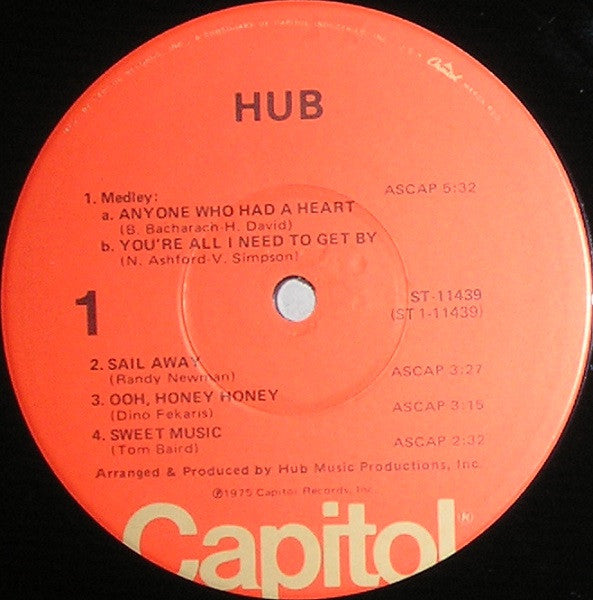 Capitol
HUB
1. Medley: ASCAP 5:32
a. ANYONE WHO HAD A HEART
(B. Bacharach-H. David)
b. YOU'RE ALL I NEED TO GET BY
(N. Ashford-V. Simpson)
1
ST-11439
(ST 1-11439)
2. SAIL AWAY
(Randy Newman) ASCAP 3:27
3. OOH, HONEY HONEY
(Dino Fekaris) ASCAP 3:15
4. SWEET MUSIC
(Tom Baird) ASCAP 2:32
Arranged & Produced by Hub Music Productions, Inc.
℗1975 Capitol Records, Inc.
Capitol®